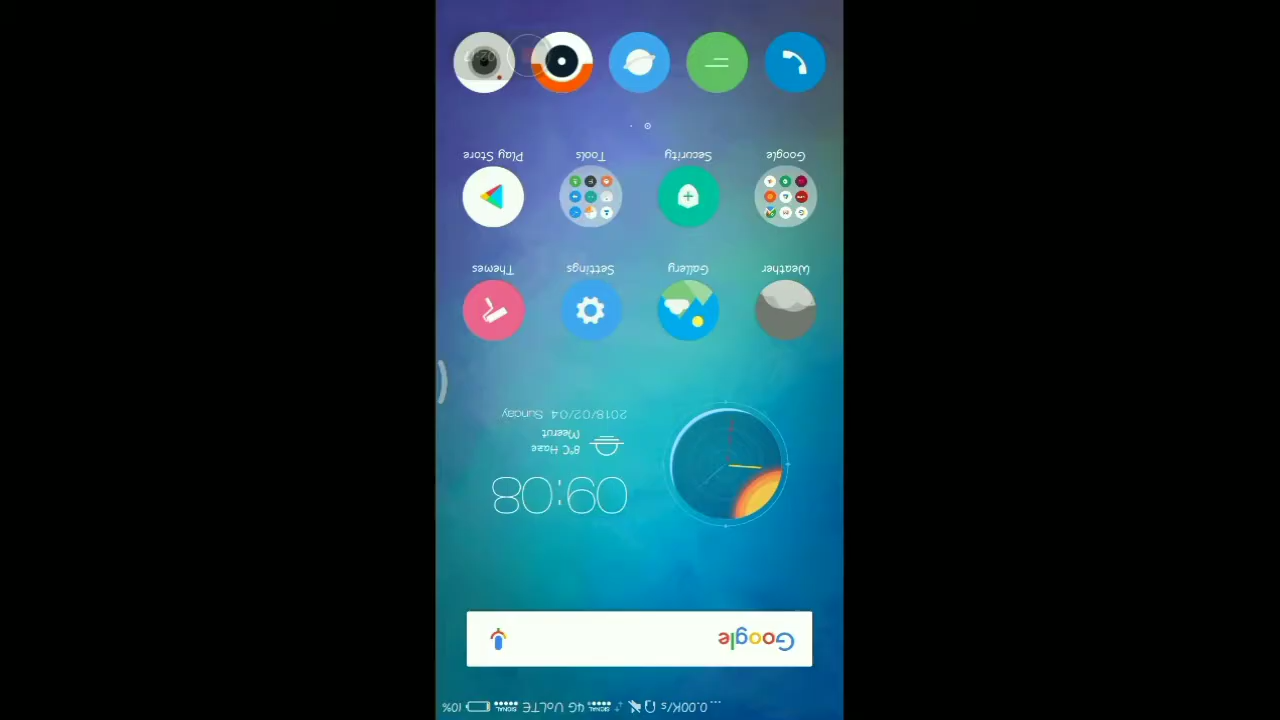 ...0.00K/s 4G VoLTE 10%
Google
09:08
8°C Haze
Meerut
2018/02/04 Sunday
Weather Gallery Settings Themes
Google Security Tools Play Store